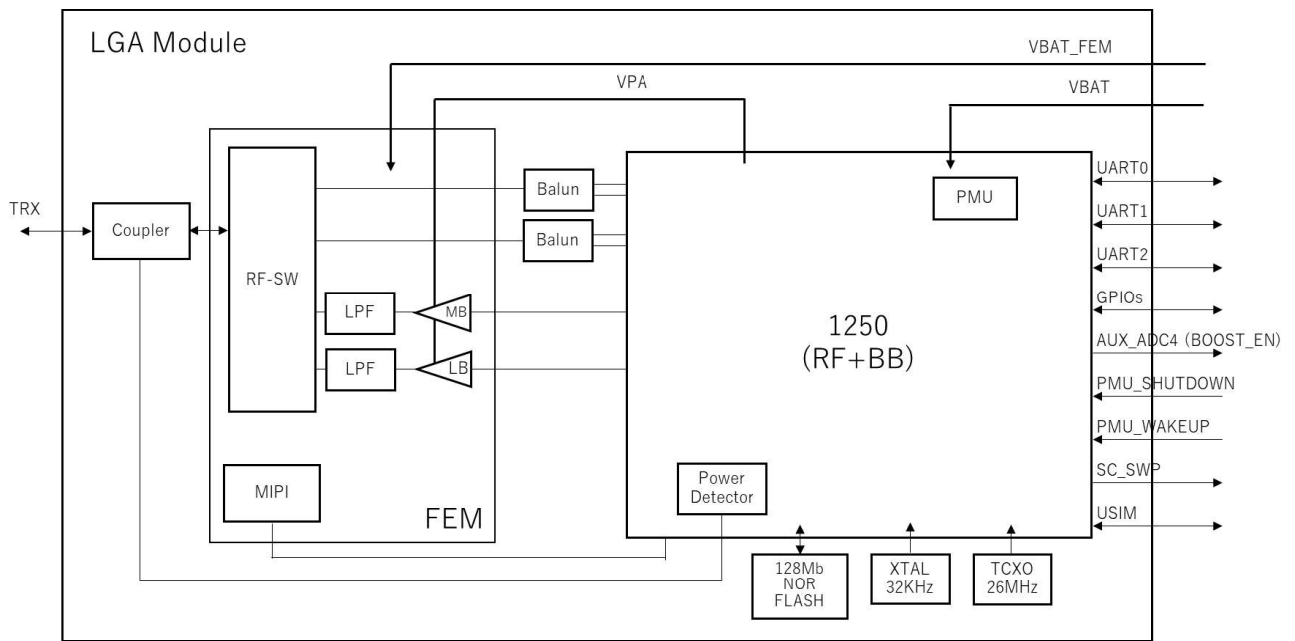 LGA Module
VBAT_FEM
VPA
VBAT
TRX
Coupler
RF-SW
Balun
Balun
LPF
MB
LPF
LB
MIPI
FEM
PMU
1250
(RF+BB)
Power
Detector
128Mb
NOR
FLASH
XTAL
32KHz
TCXO
26MHz
UART0
UART1
UART2
GPIOs
AUX_ADC4 (BOOST_EN)
PMU_SHUTDOWN
PMU_WAKEUP
SC_SWP
USIM